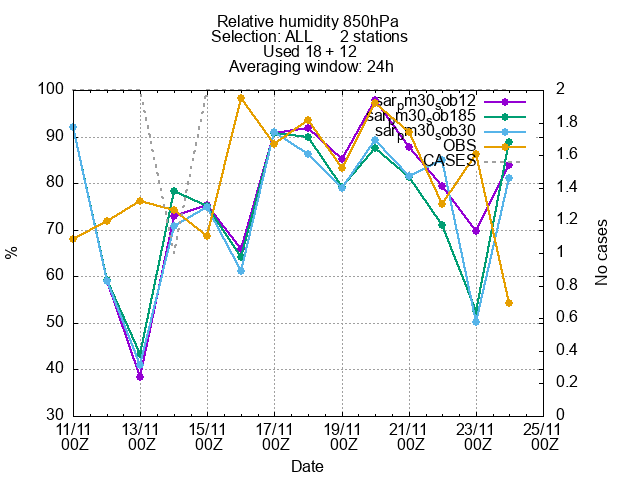 Relative humidity 850hPa
Selection: ALL 2 stations
Used 18 + 12
Averaging window: 24h
100
90
80
70
60
50
40
30
%
2
1.8
1.6
1.4
1.2
1
0.8
0.6
0.4
0.2
0
No cases
sarpm30sob12
sarpm30sob185
sarpm30sob30
OBS
CASES
11/11 13/11 15/11 17/11 19/11 21/11 23/11 25/11
00Z 00Z 00Z 00Z 00Z 00Z 00Z 00Z
Date